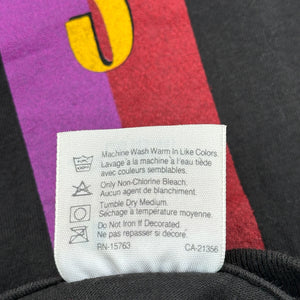 Machine Wash Warm In Like Colors.
Lavage à la machine à l'eau tiède
avec couleurs semblables.
Only Non-Chlorine Bleach.
Aucun agent de blanchiment.
Tumble Dry Medium.
Séchage a température moyenne.
Do Not Iron If Decorated
Ne pas repasser si décoré
RN-15763 CA-21356